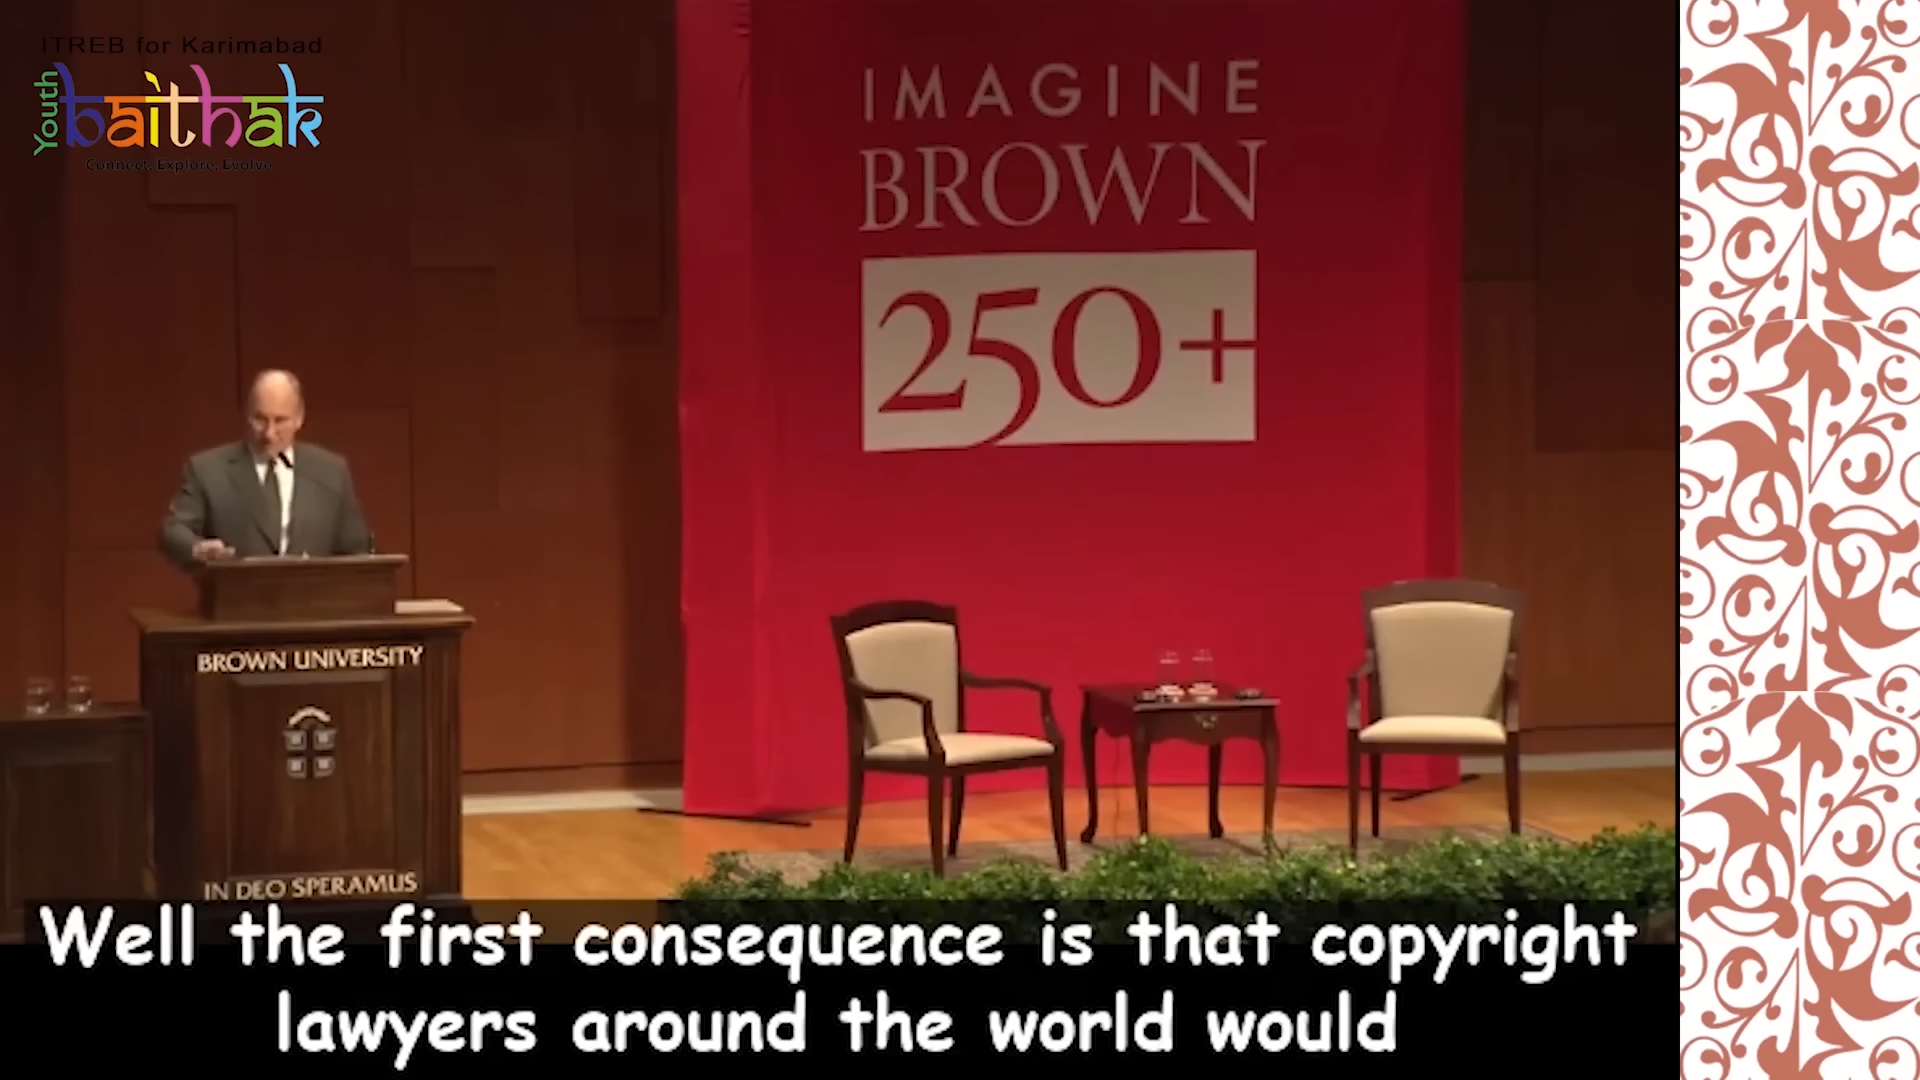 ITREB for Karimabad
Youth
baithak
Connect. Explore. Evolve
IMAGINE
BROWN
250+
BROWN UNIVERSITY
IN DEO SPERAMUS
Well the first consequence is that copyright
lawyers around the world would